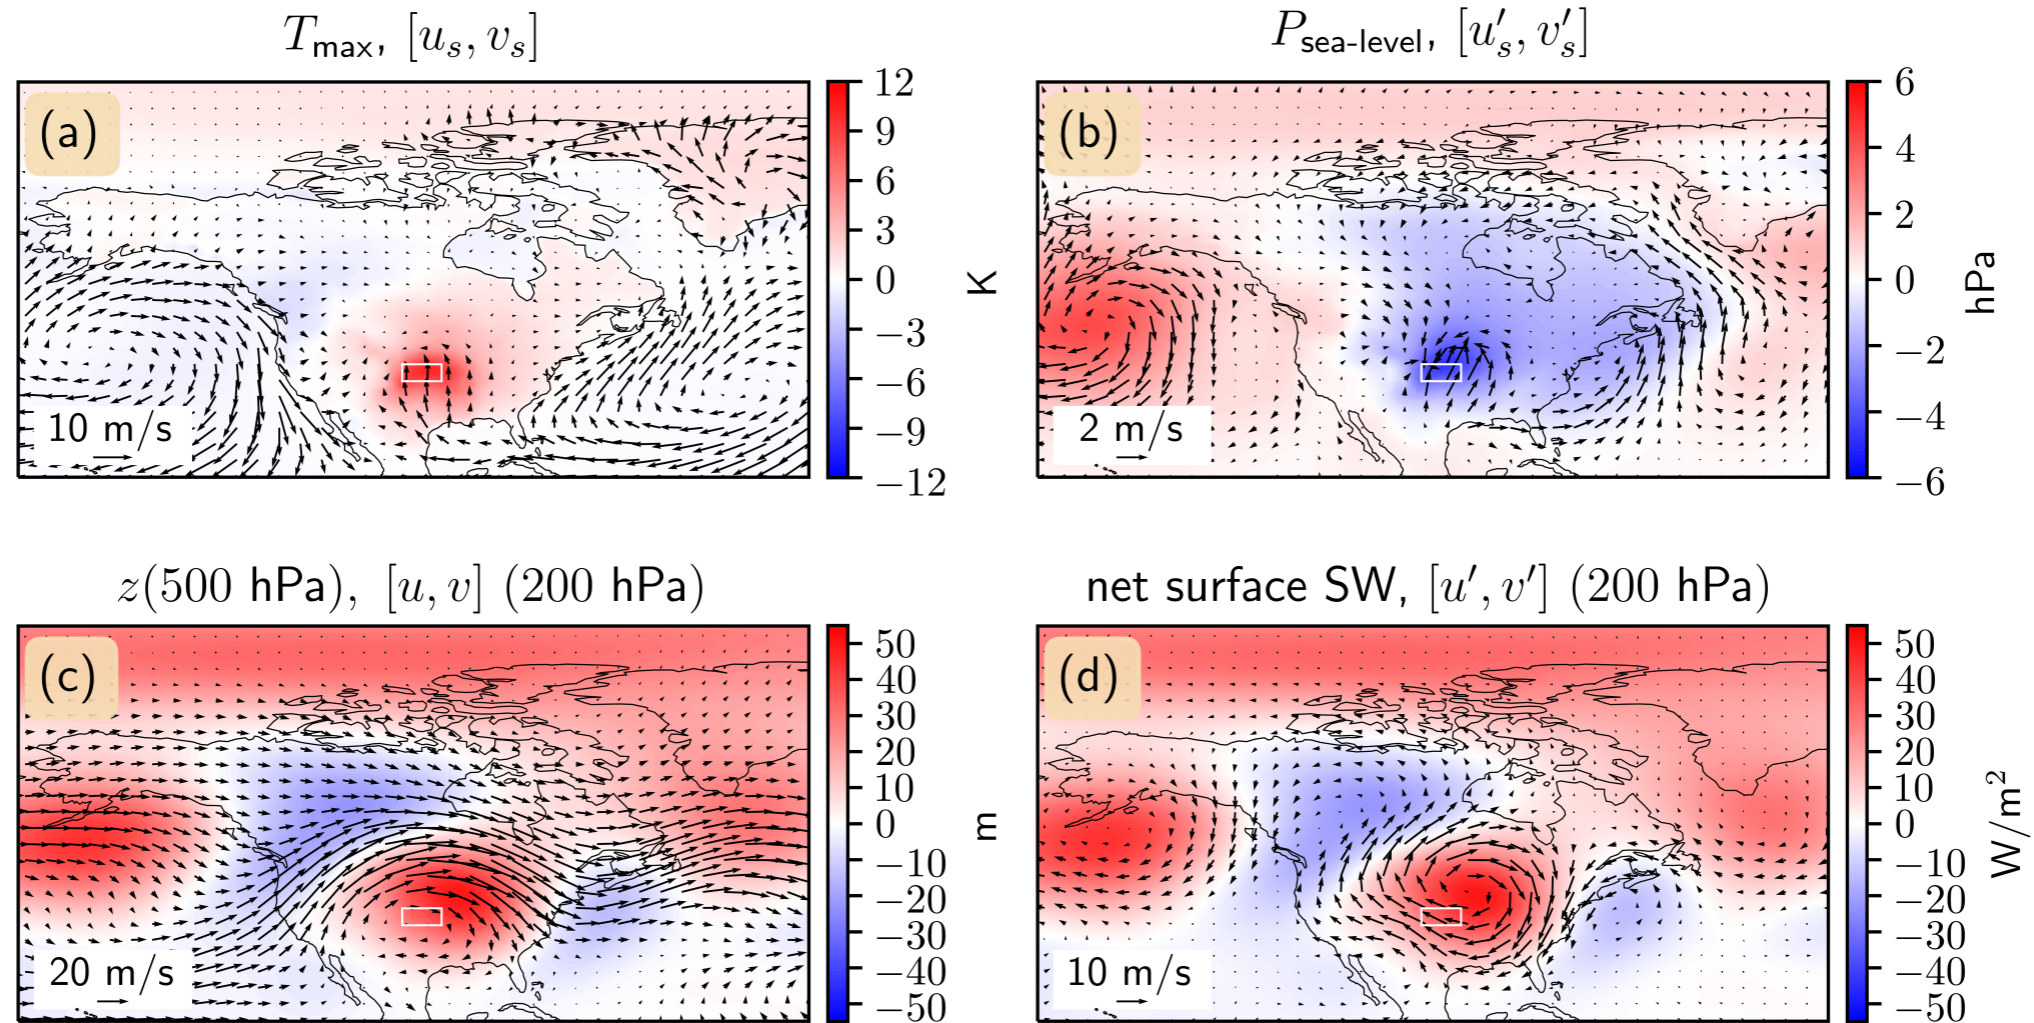 T_max, [u_s, v_s]
(a)
10 m/s
12
9
6
3
0
−3
−6
−9
−12
K
P_sea-level, [u′_s, v′_s]
(b)
2 m/s
6
4
2
0
−2
−4
−6
hPa
z(500 hPa), [u, v] (200 hPa)
(c)
20 m/s
50
40
30
20
10
0
−10
−20
−30
−40
−50
m
net surface SW, [u′, v′] (200 hPa)
(d)
10 m/s
50
40
30
20
10
0
−10
−20
−30
−40
−50
W/m²